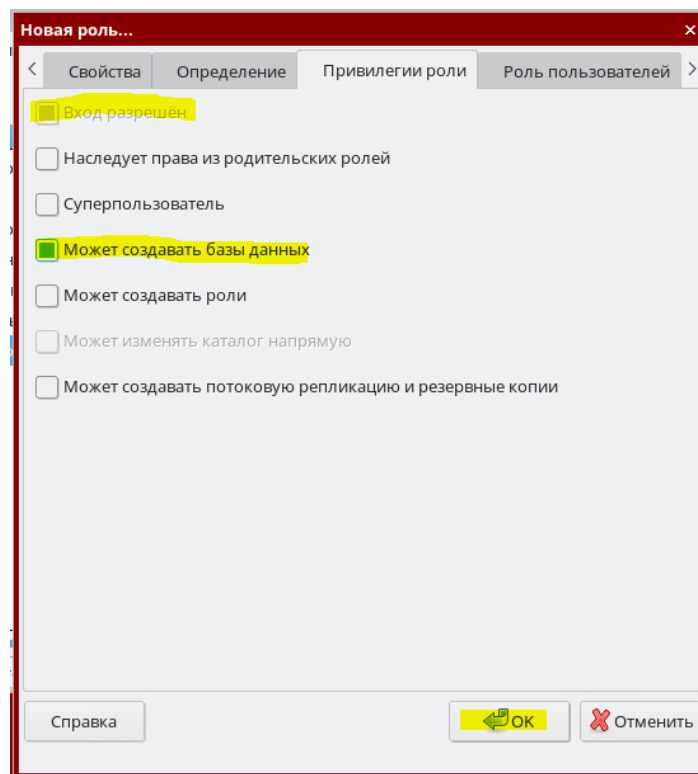 Новая роль...
Свойства Определение Привилегии роли Роль пользователей
Вход разрешён
Наследует права из родительских ролей
Суперпользователь
Может создавать базы данных
Может создавать роли
Может изменять каталог напрямую
Может создавать потоковую репликацию и резервные копии
Справка OK Отменить